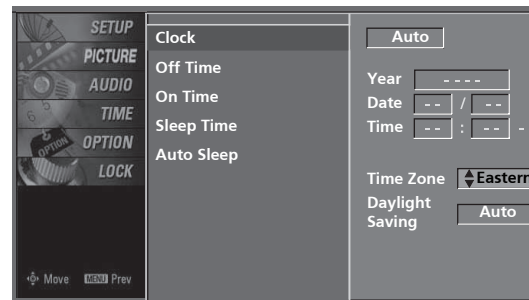 SETUP
PICTURE
AUDIO
TIME
OPTION
LOCK
Move MENU Prev
Clock
Off Time
On Time
Sleep Time
Auto Sleep
Auto
Year - - - -
Date - - / - -
Time - - : - - -
Time Zone Eastern
Daylight
Saving Auto